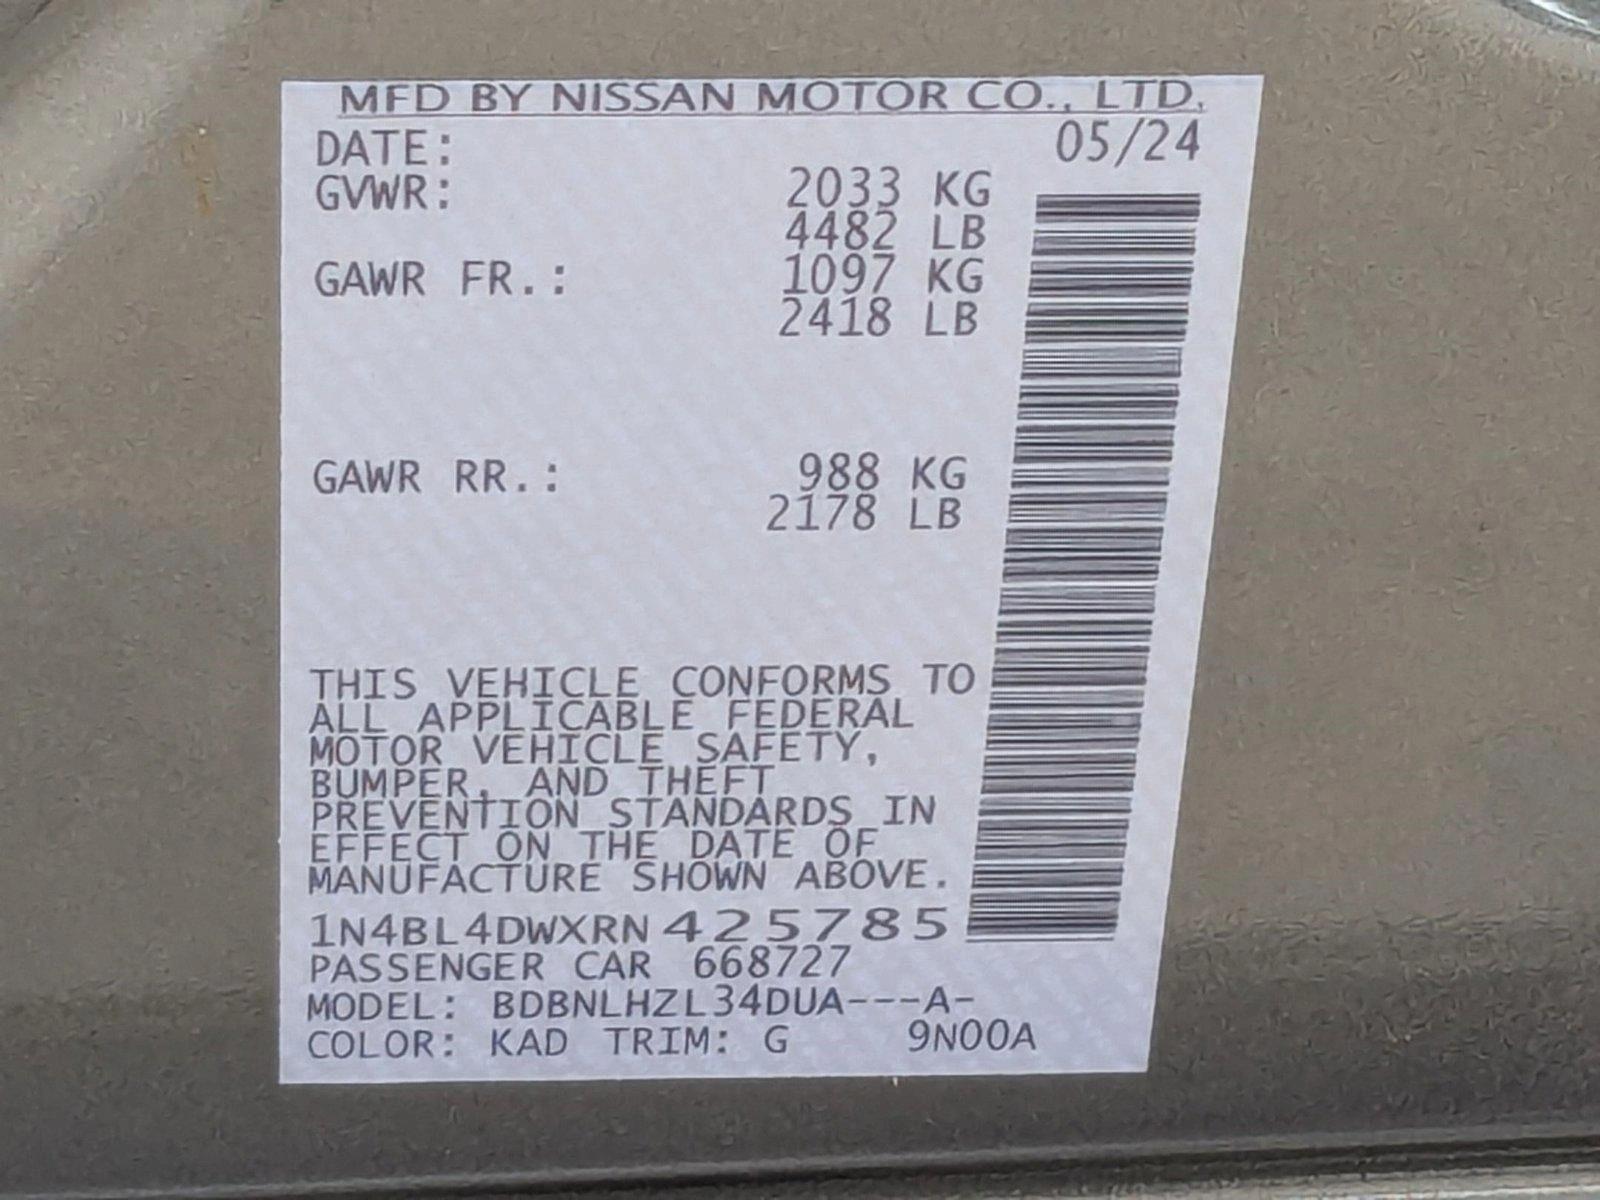 MFD BY NISSAN MOTOR CO., LTD.
DATE: 05/24
GVWR: 2033 KG
4482 LB
GAWR FR.: 1097 KG
2418 LB
GAWR RR.: 988 KG
2178 LB
THIS VEHICLE CONFORMS TO
ALL APPLICABLE FEDERAL
MOTOR VEHICLE SAFETY,
BUMPER, AND THEFT
PREVENTION STANDARDS IN
EFFECT ON THE DATE OF
MANUFACTURE SHOWN ABOVE.
1N4BL4DWXRN425785
PASSENGER CAR 668727
MODEL: BDBNLHZL34DUA---A-
COLOR: KAD TRIM: G 9N00A